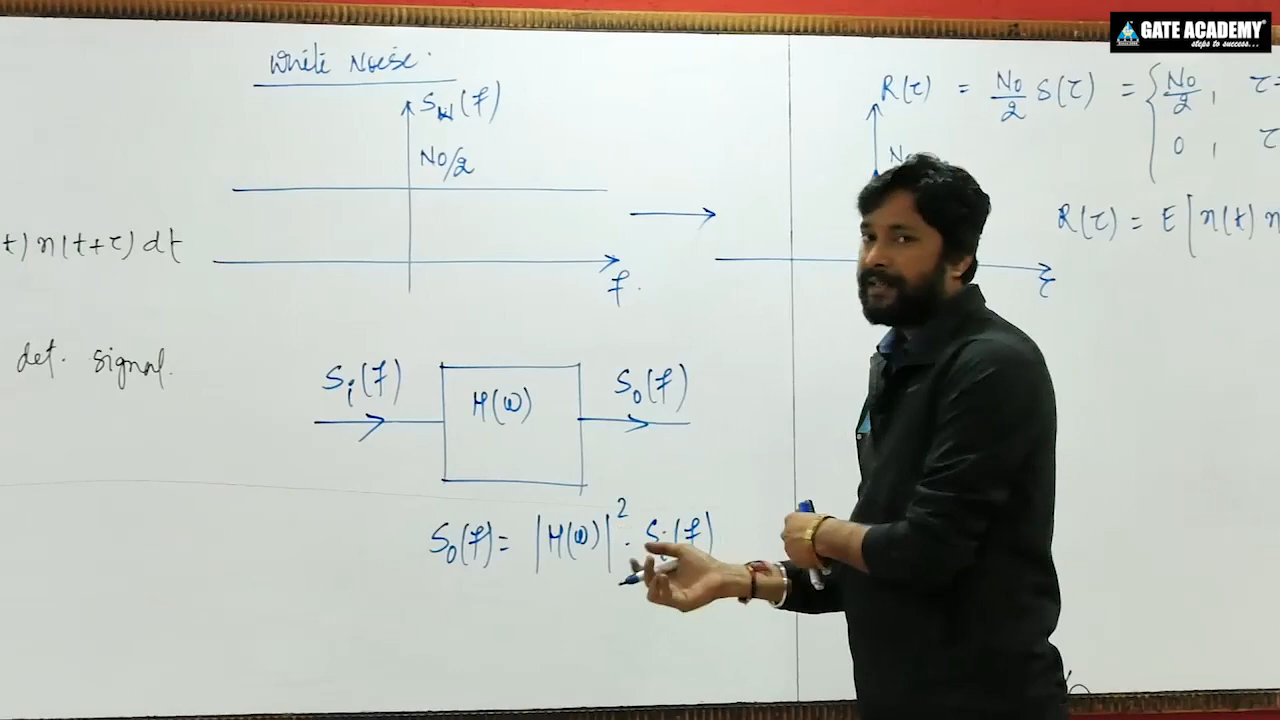 GATE ACADEMY
steps to success...
White Noise.
S_N(f)
N0/2
f.
t) n(t+τ) dt
det. signal.
S_i(f)
H(ω)
S_0(f)
S_0(f) = |H(ω)|² . S_i(f)
R(τ) = N0/2 δ(τ) = { N0/2 , τ=
0 , τ
R(τ) = E[n(t) n
τ